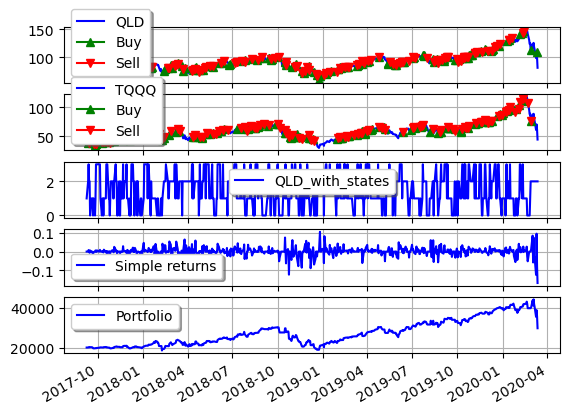 QLD
Buy
Sell
150
100
TQQQ
Buy
Sell
100
50
QLD_with_states
2
0
Simple returns
0.1
0.0
−0.1
Portfolio
40000
20000
2017-10
2018-01
2018-04
2018-07
2018-10
2019-01
2019-04
2019-07
2019-10
2020-01
2020-04